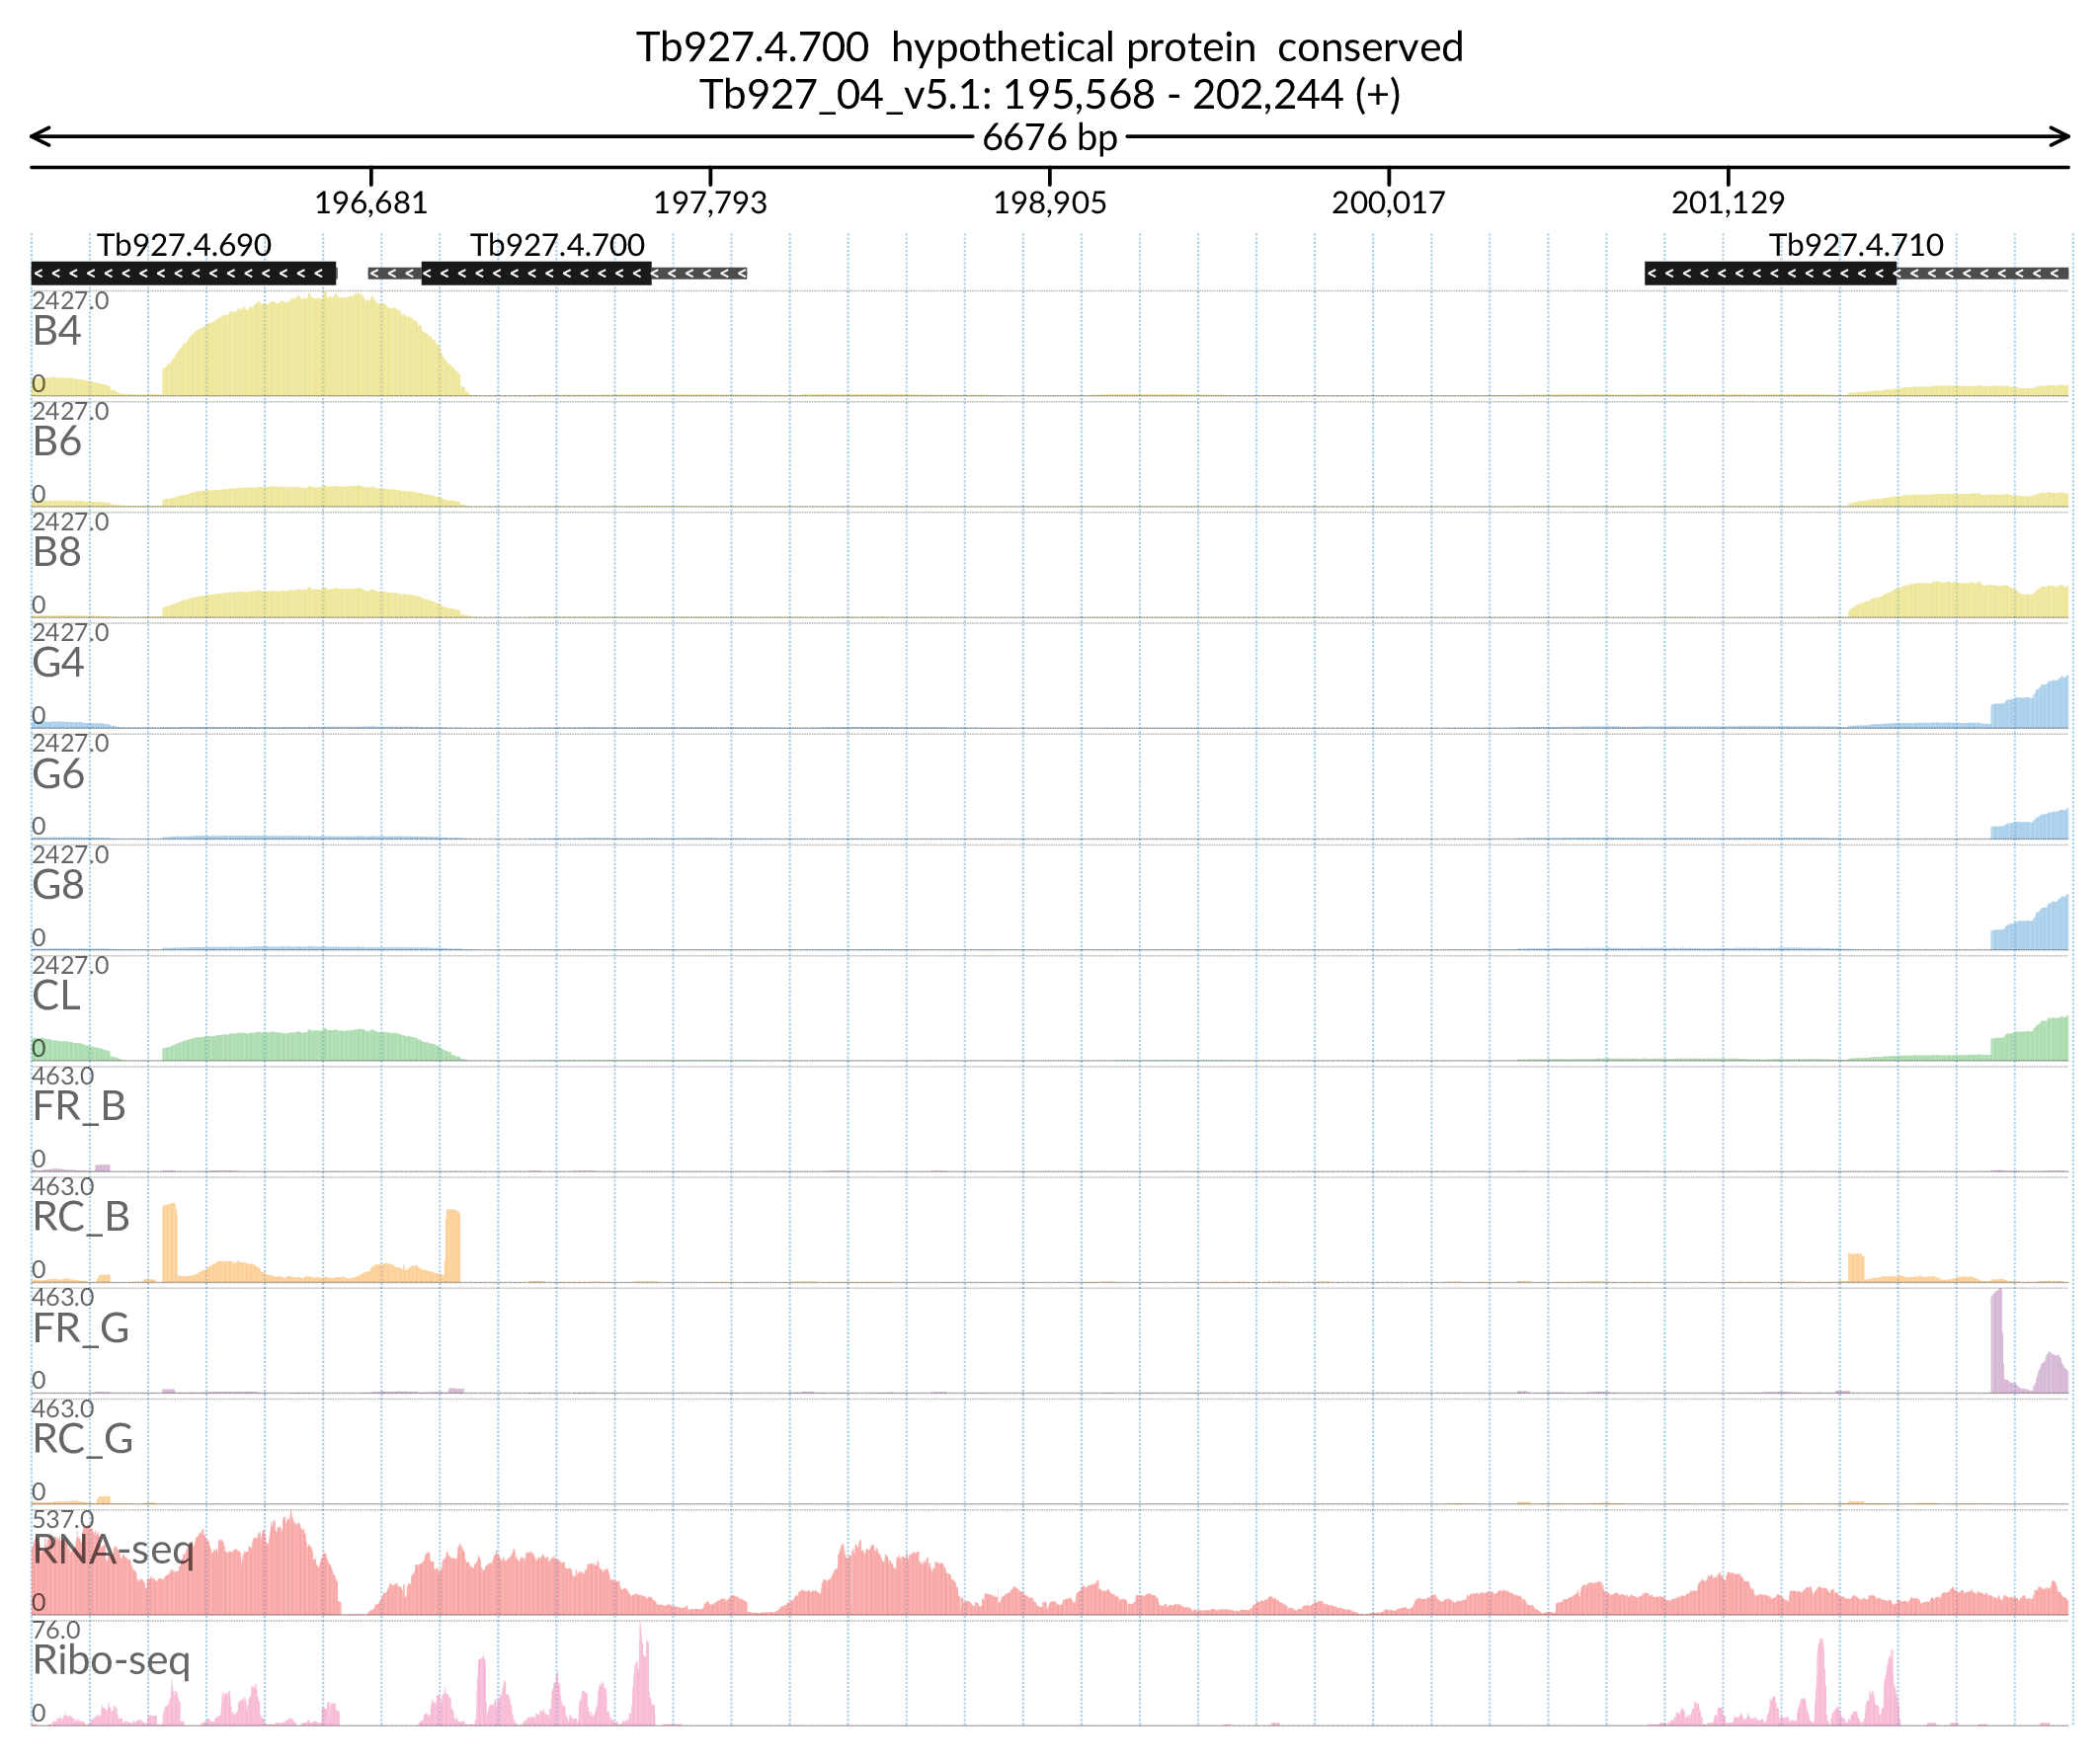 Tb927.4.700  hypothetical protein  conserved
Tb927_04_v5.1: 195,568 - 202,244 (+)
6676 bp
196,681 197,793 198,905 200,017 201,129
Tb927.4.690 Tb927.4.700 Tb927.4.710
2427.0
B4
0
2427.0
B6
0
2427.0
B8
0
2427.0
G4
0
2427.0
G6
0
2427.0
G8
0
2427.0
CL
0
463.0
FR_B
0
463.0
RC_B
0
463.0
FR_G
0
463.0
RC_G
0
537.0
RNA-seq
0
76.0
Ribo-seq
0